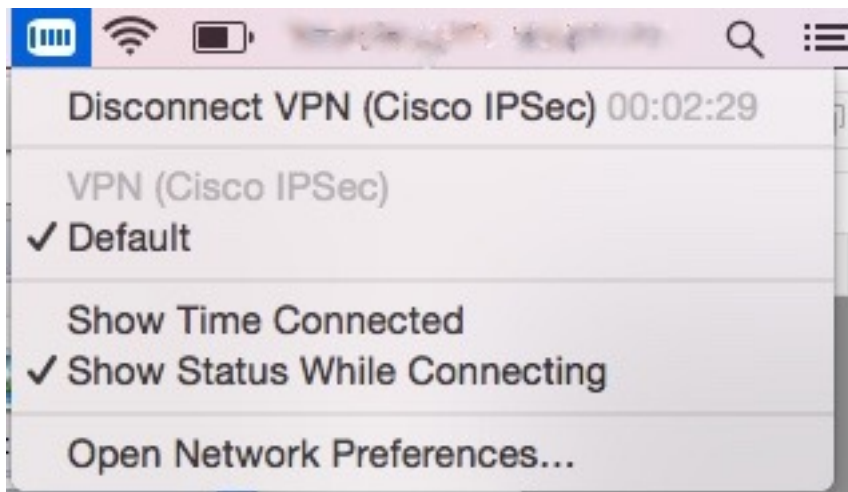 Disconnect VPN (Cisco IPSec) 00:02:29
VPN (Cisco IPSec)
Default
Show Time Connected
Show Status While Connecting
Open Network Preferences...